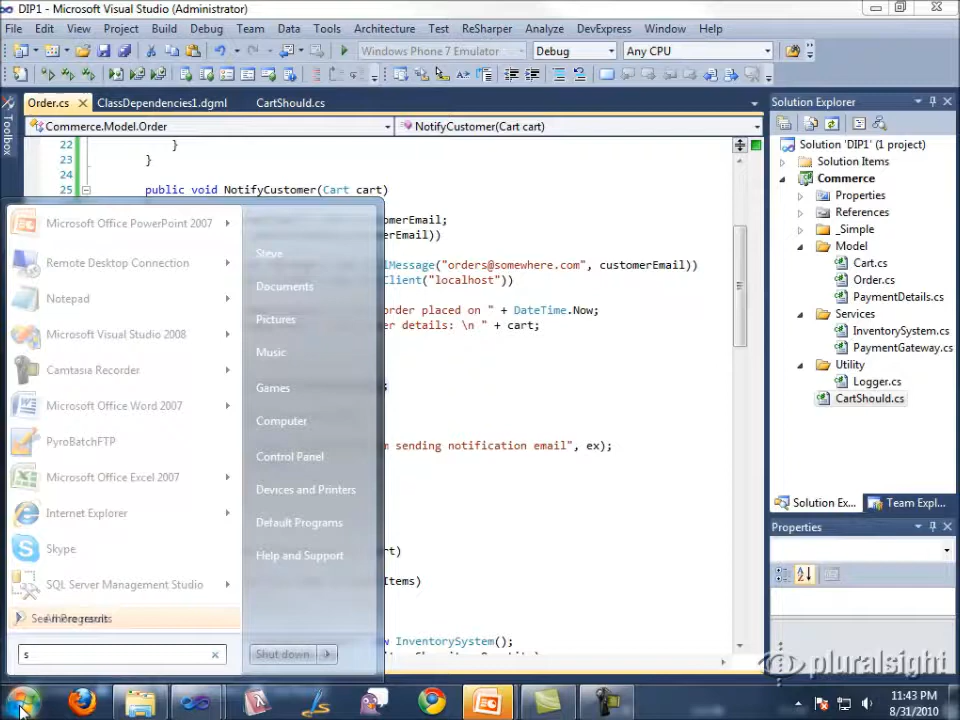 DIP1 - Microsoft Visual Studio (Administrator)
File Edit View Project Build Debug Team Data Tools Architecture Test ReSharper Analyze DevExpress Window Help
Windows Phone 7 Emulator Debug Any CPU
Order.cs ClassDependencies1.dgml CartShould.cs
Toolbox
Commerce.Model.Order NotifyCustomer(Cart cart)
22 }
23 }
24
25 public void NotifyCustomer(Cart cart)
omerEmail;
erEmail))
lMessage("orders@somewhere.com", customerEmail))
Client("localhost"))
order placed on " + DateTime.Now;
er details: \n " + cart;
;
m sending notification email", ex);
rt)
Items)
w InventorySystem();
Microsoft Office PowerPoint 2007
Remote Desktop Connection
Notepad
Microsoft Visual Studio 2008
Camtasia Recorder
Microsoft Office Word 2007
PyroBatchFTP
Microsoft Office Excel 2007
Internet Explorer
Skype
SQL Server Management Studio
s
Steve
Documents
Pictures
Music
Games
Computer
Control Panel
Devices and Printers
Default Programs
Help and Support
Shut down
Solution Explorer
Solution 'DIP1' (1 project)
Solution Items
Commerce
Properties
References
_Simple
Model
Cart.cs
Order.cs
PaymentDetails.cs
Services
InventorySystem.cs
PaymentGateway.cs
Utility
Logger.cs
CartShould.cs
Solution Ex... Team Expl...
Properties
pluralsight
11:43 PM
8/31/2010